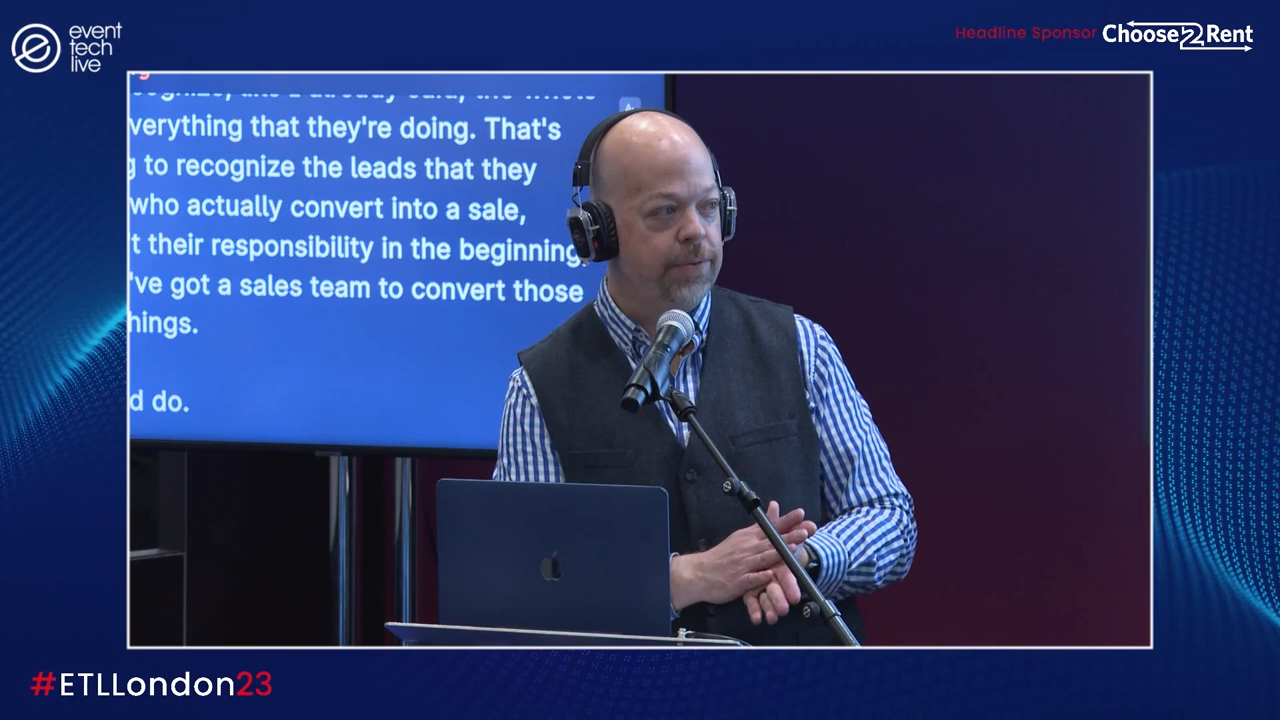 event
tech
live
Headline Sponsor Choose2Rent
verything that they're doing. That's
g to recognize the leads that they
who actually convert into a sale,
't their responsibility in the beginning,
've got a sales team to convert those
hings.
d do.
#ETLLondon23